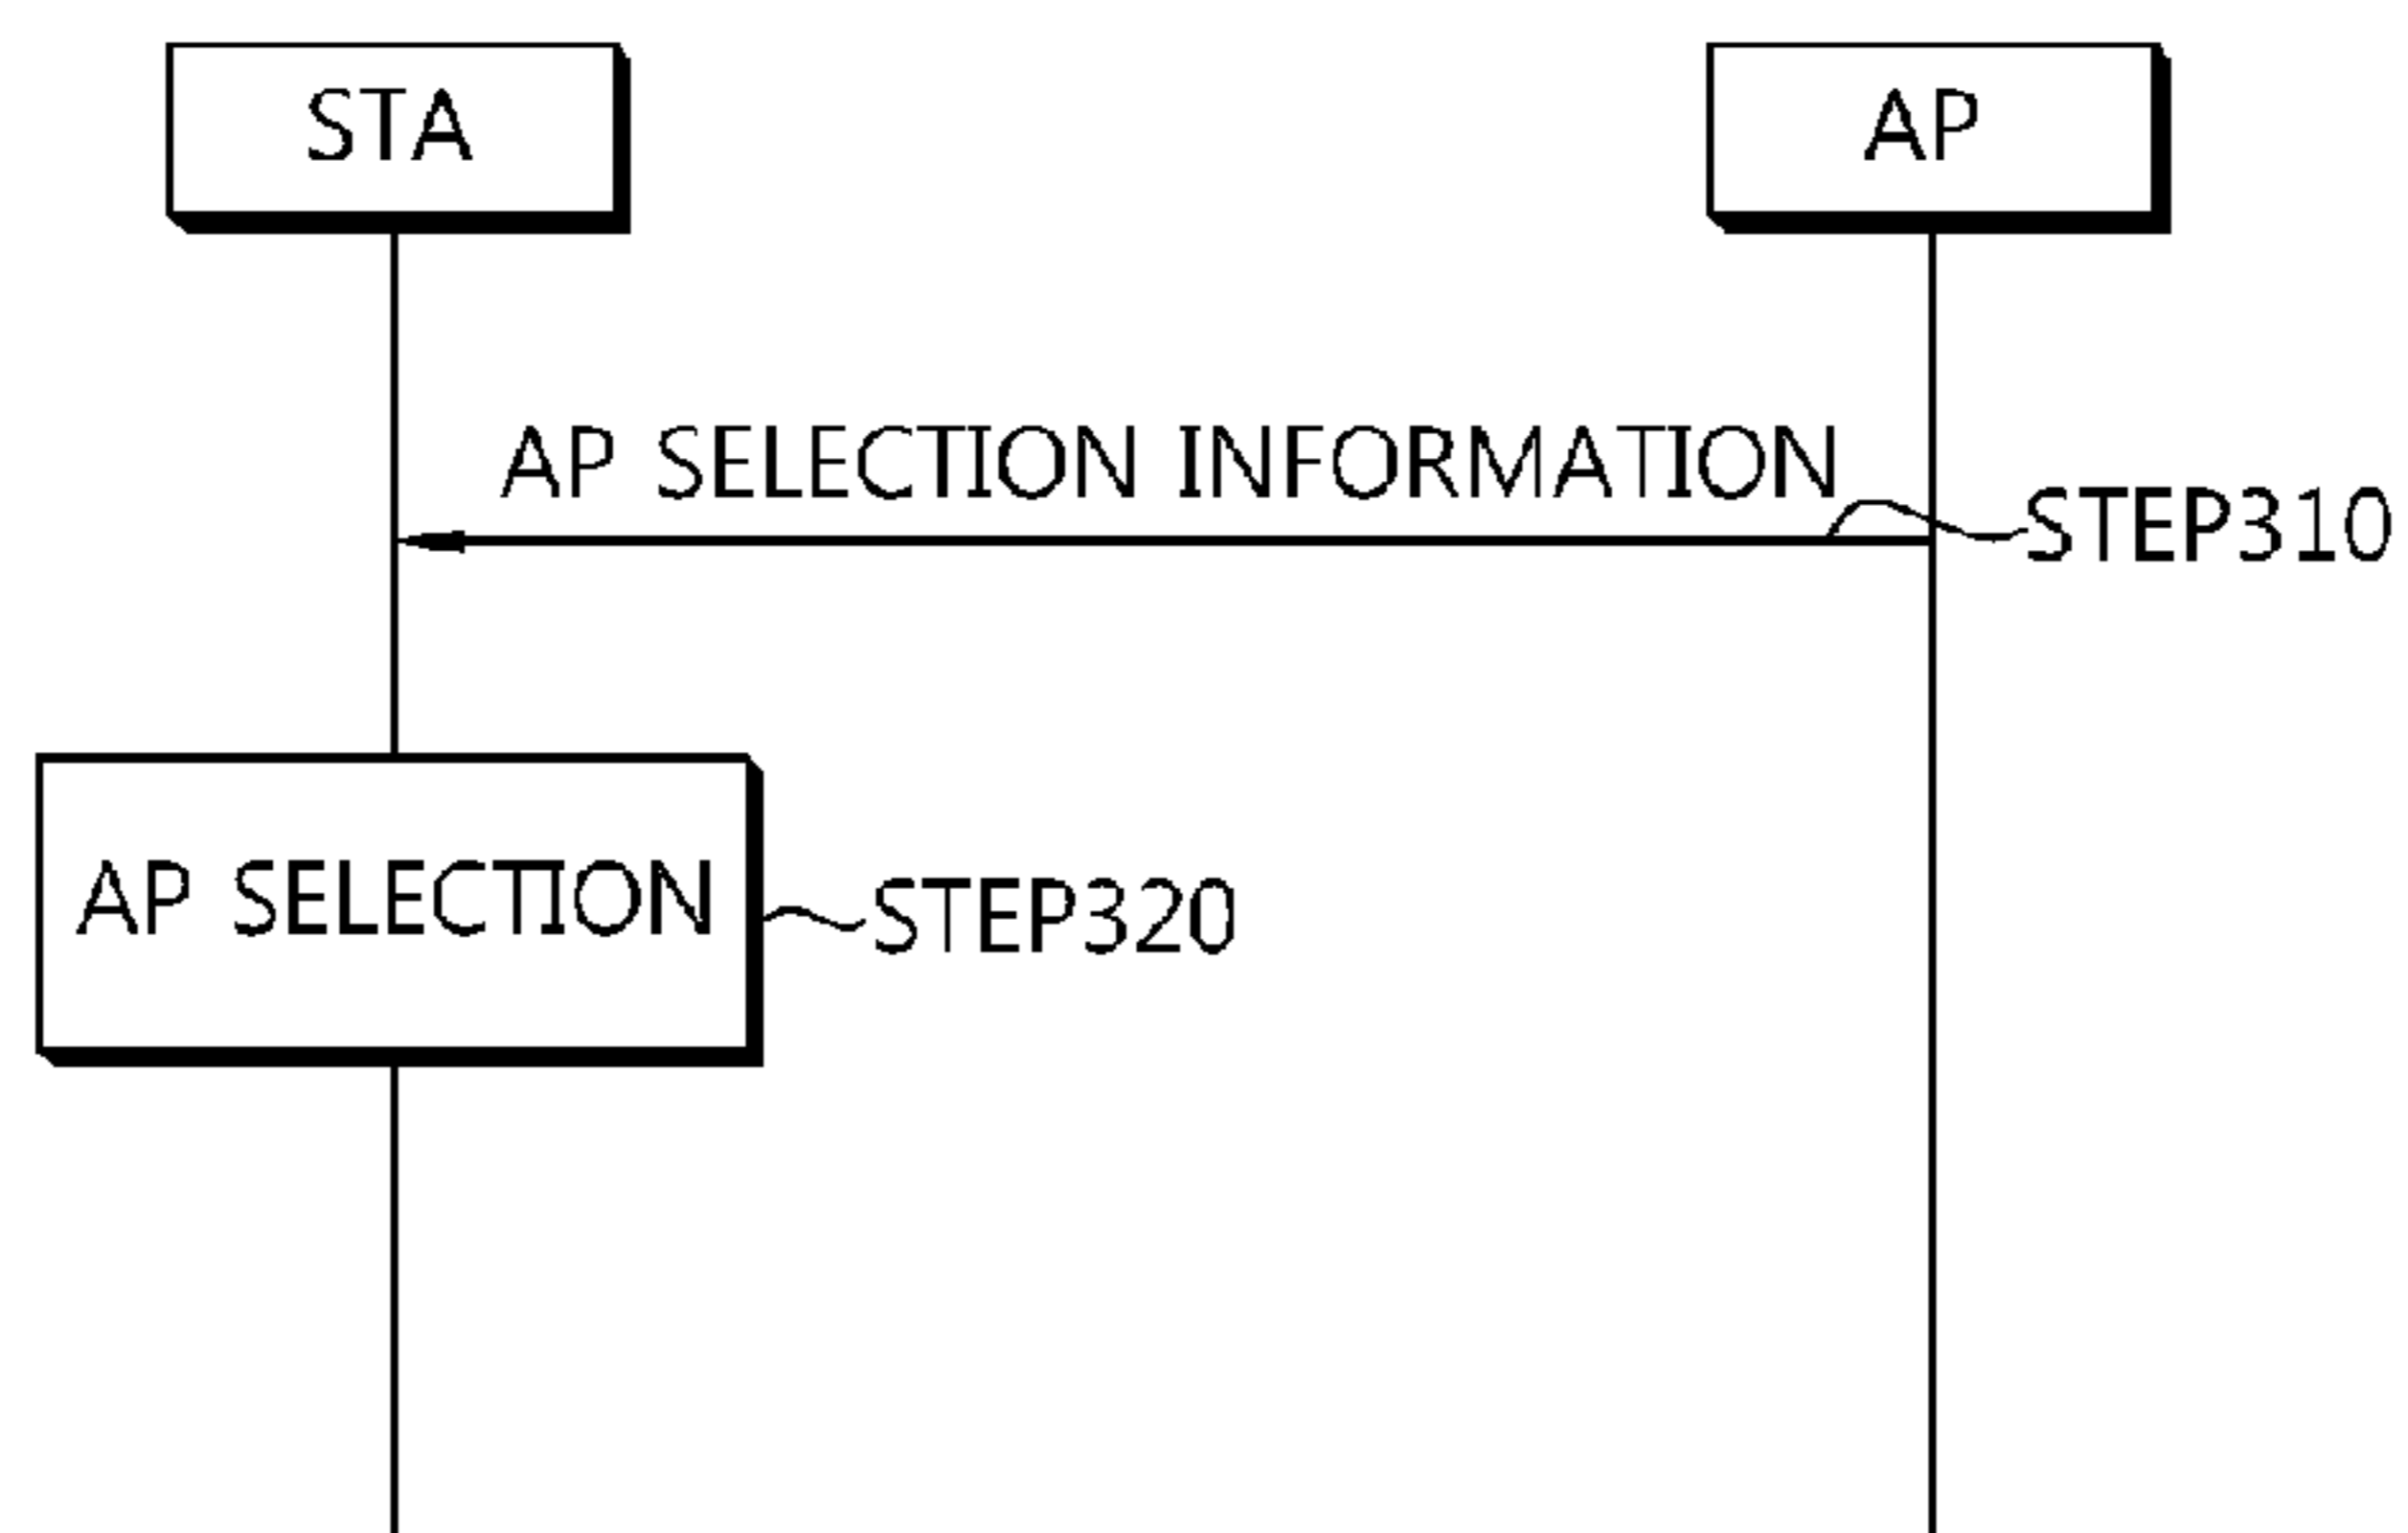 STA
AP
AP SELECTION INFORMATION
STEP310
AP SELECTION
STEP320